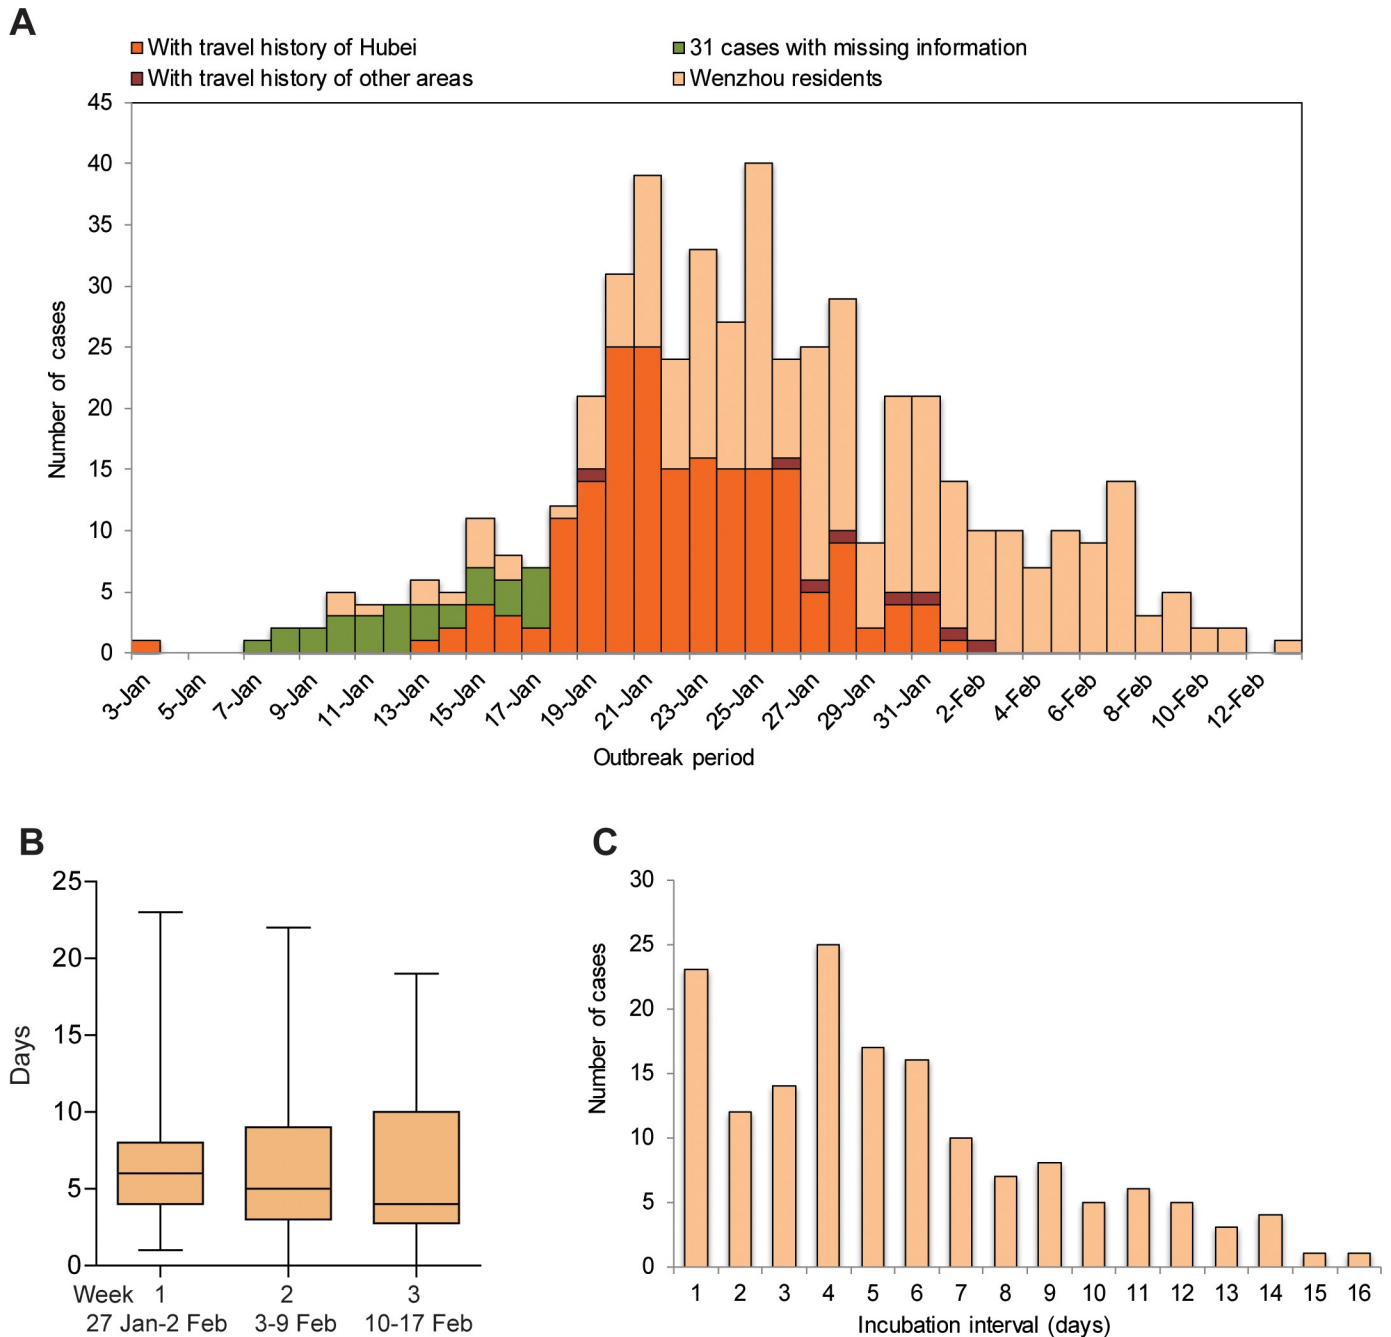 A
With travel history of Hubei
31 cases with missing information
With travel history of other areas
Wenzhou residents
45
40
35
30
25
20
15
10
5
0
Number of cases
3-Jan
5-Jan
7-Jan
9-Jan
11-Jan
13-Jan
15-Jan
17-Jan
19-Jan
21-Jan
23-Jan
25-Jan
27-Jan
29-Jan
31-Jan
2-Feb
4-Feb
6-Feb
8-Feb
10-Feb
12-Feb
Outbreak period
B
25
20
15
10
5
0
Days
Week 1 2 3
27 Jan-2 Feb 3-9 Feb 10-17 Feb
C
30
25
20
15
10
5
0
Number of cases
1 2 3 4 5 6 7 8 9 10 11 12 13 14 15 16
Incubation interval (days)